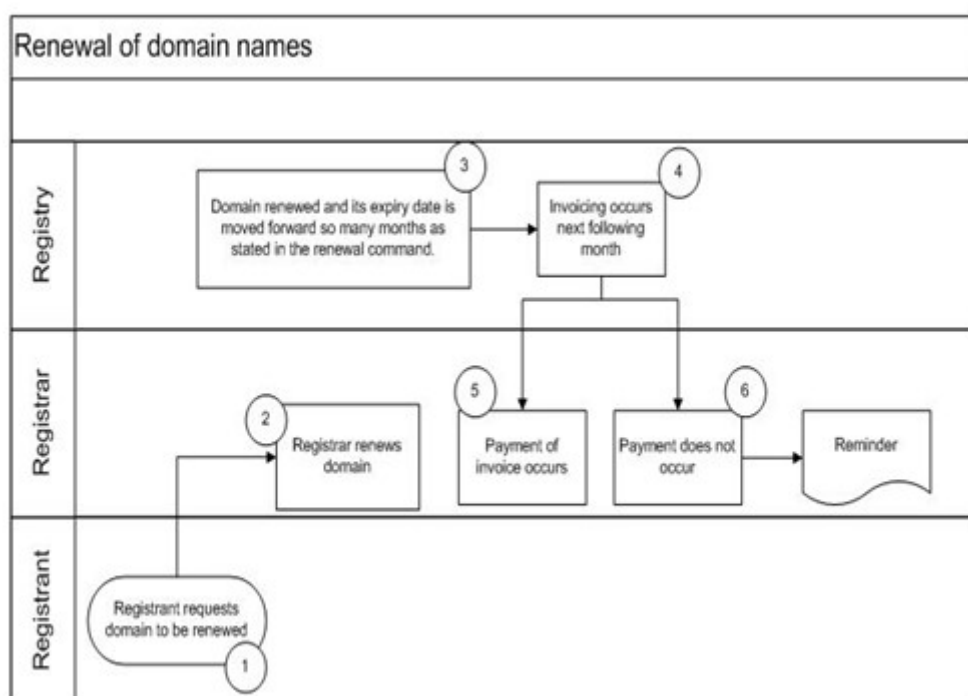 Renewal of domain names
Registry
3
Domain renewed and its expiry date is
moved forward so many months as
stated in the renewal command.
4
Invoicing occurs
next following
month
Registrar
2
Registrar renews
domain
5
Payment of
invoice occurs
6
Payment does not
occur
Reminder
Registrant
Registrant requests
domain to be renewed
1